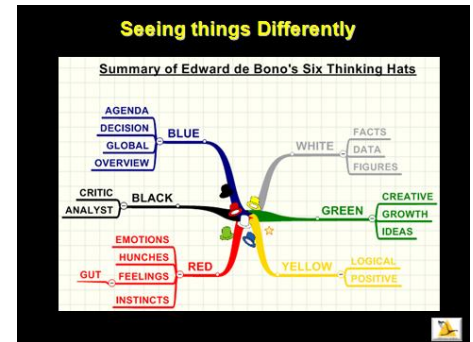 Seeing things Differently
Summary of Edward de Bono's Six Thinking Hats
AGENDA
DECISION
GLOBAL
OVERVIEW
BLUE
CRITIC
ANALYST
BLACK
EMOTIONS
HUNCHES
GUT
FEELINGS
INSTINCTS
RED
WHITE
FACTS
DATA
FIGURES
GREEN
CREATIVE
GROWTH
IDEAS
YELLOW
LOGICAL
POSITIVE